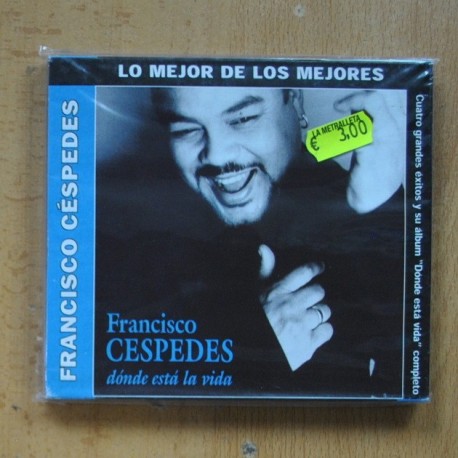 LO MEJOR DE LOS MEJORES
FRANCISCO CÉSPEDES
LA METRALLETA
€ 3,00
Cuatro grandes éxitos y su álbum "Donde está vida" completo
Francisco
CESPEDES
dónde está la vida